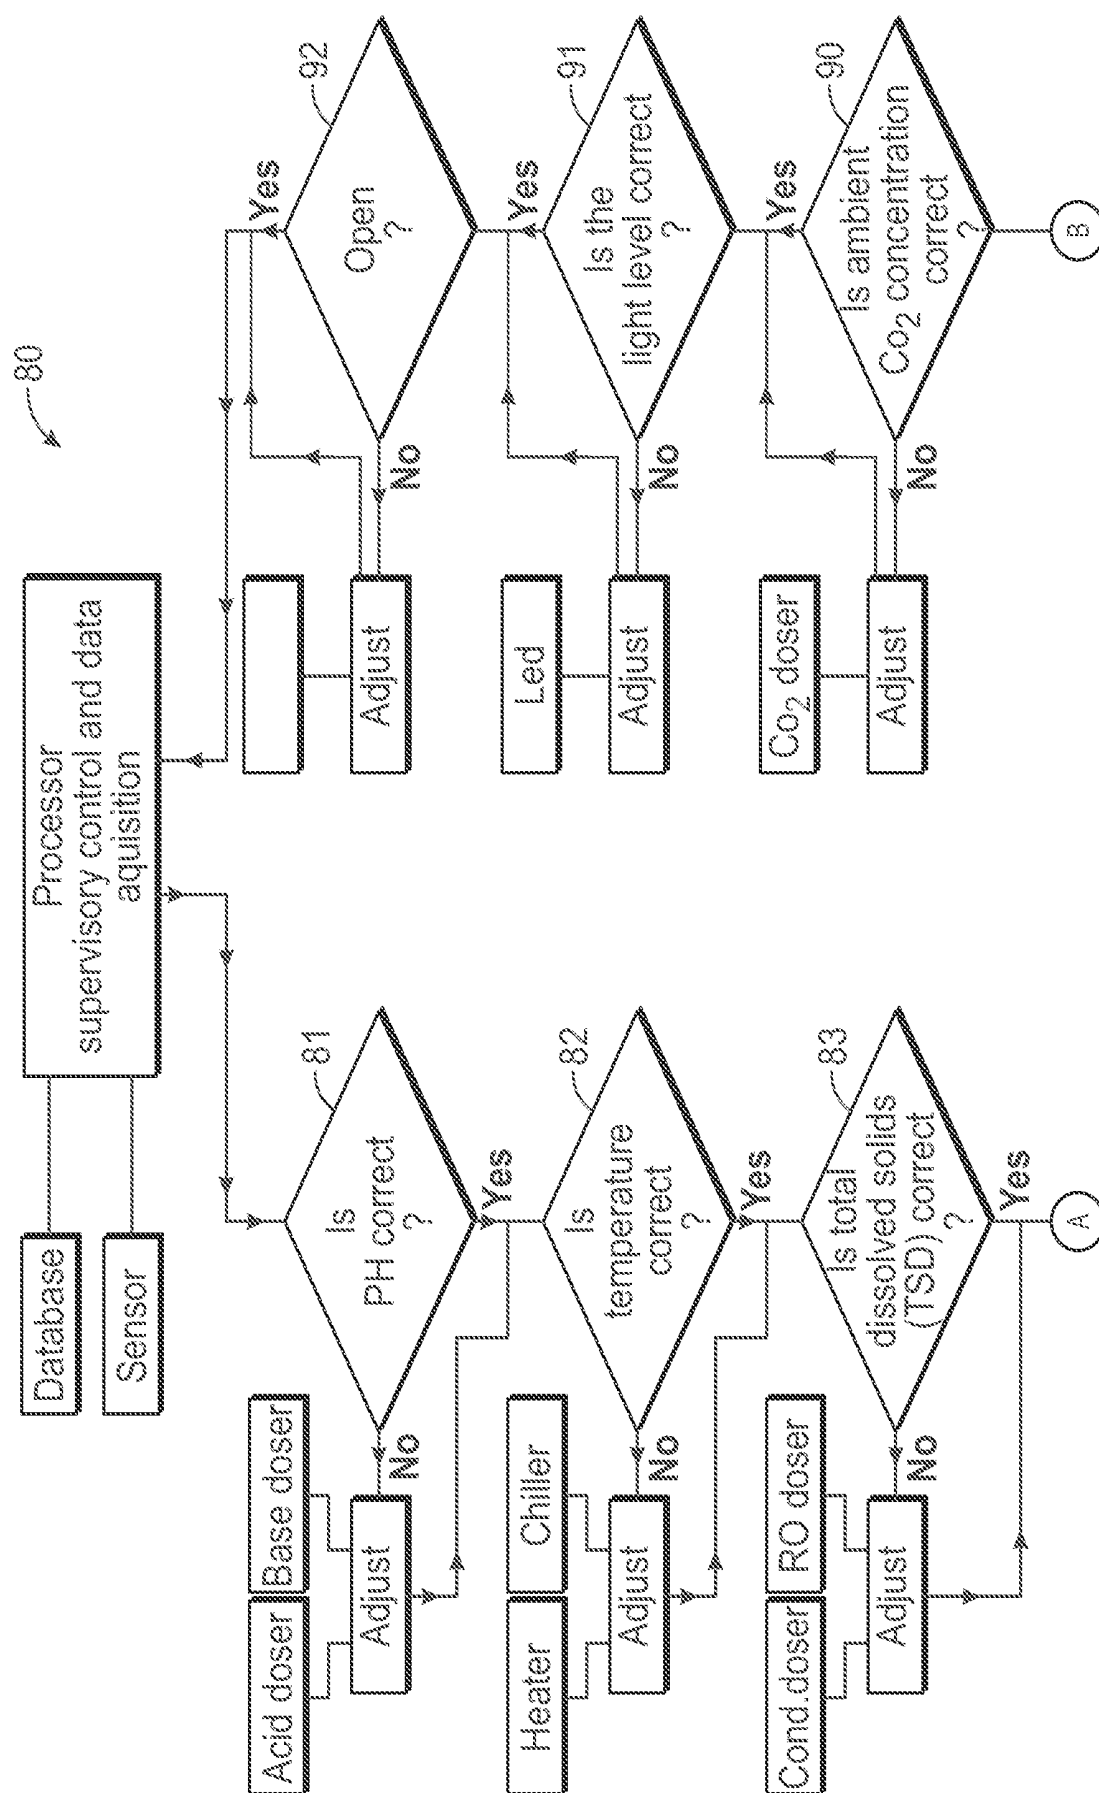 80
Database
Sensor
Processor
supervisory control and data
aquisition
Acid doser
Base doser
Adjust
No
Is
PH correct
?
81
Yes
Heater
Chiller
Adjust
No
Is
temperature
correct
?
82
Yes
Cond.doser
RO doser
Adjust
No
Is total
dissolved solids
(TSD) correct
?
83
Yes
A
Adjust
No
Open
?
92
Yes
Led
Adjust
No
Is the
light level correct
?
91
Yes
Co₂ doser
Adjust
No
Is ambient
Co₂ concentration
correct
?
90
Yes
B